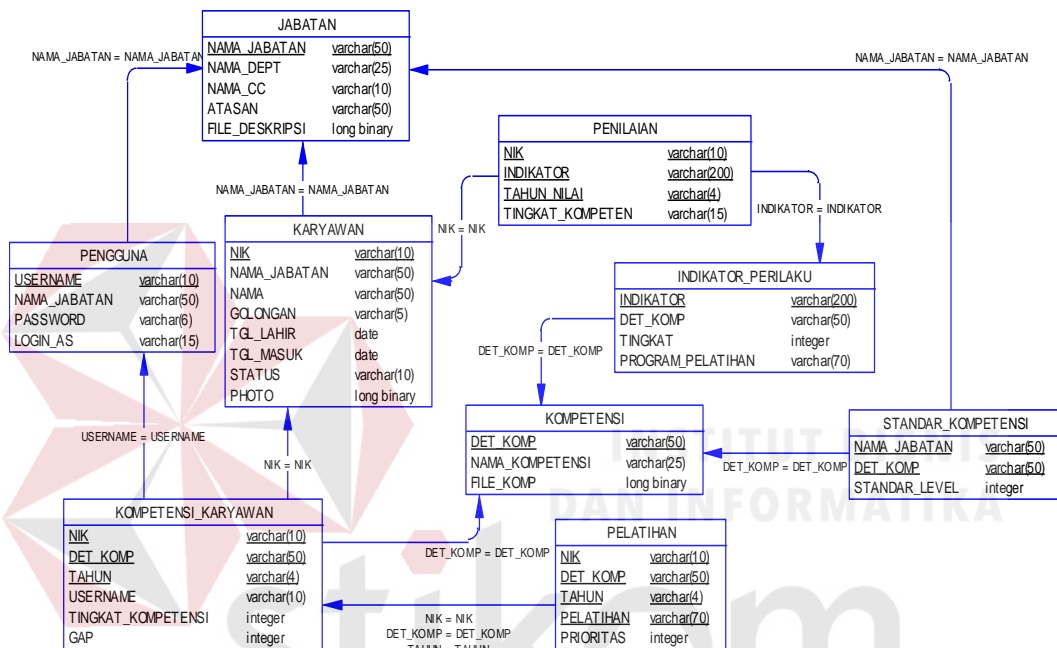 JABATAN
NAMA_JABATAN varchar(50)
NAMA_DEPT varchar(25)
NAMA_CC varchar(10)
ATASAN varchar(50)
FILE_DESKRIPSI long binary
NAMA_JABATAN = NAMA_JABATAN
NAMA_JABATAN = NAMA_JABATAN
NAMA_JABATAN = NAMA_JABATAN
PENILAIAN
NIK varchar(10)
INDIKATOR varchar(200)
TAHUN_NILAI varchar(4)
TINGKAT_KOMPETEN varchar(15)
NIK = NIK
INDIKATOR = INDIKATOR
KARYAWAN
NIK varchar(10)
NAMA_JABATAN varchar(50)
NAMA varchar(50)
GOLONGAN varchar(5)
TGL_LAHIR date
TGL_MASUK date
STATUS varchar(10)
PHOTO long binary
PENGGUNA
USERNAME varchar(10)
NAMA_JABATAN varchar(50)
PASSWORD varchar(6)
LOGIN_AS varchar(15)
INDIKATOR_PERILAKU
INDIKATOR varchar(200)
DET_KOMP varchar(50)
TINGKAT integer
PROGRAM_PELATIHAN varchar(70)
DET_KOMP = DET_KOMP
KOMPETENSI
DET_KOMP varchar(50)
NAMA_KOMPETENSI varchar(25)
FILE_KOMP long binary
DET_KOMP = DET_KOMP
STANDAR_KOMPETENSI
NAMA_JABATAN varchar(50)
DET_KOMP varchar(50)
STANDAR_LEVEL integer
USERNAME = USERNAME
NIK = NIK
INSTITUT BISNIS
DAN INFORMATIKA
stikom
KOMPETENSI_KARYAWAN
NIK varchar(10)
DET_KOMP varchar(50)
TAHUN varchar(4)
USERNAME varchar(10)
TINGKAT_KOMPETENSI integer
GAP integer
DET_KOMP = DET_KOMP
NIK = NIK
DET_KOMP = DET_KOMP
TAHUN = TAHUN
PELATIHAN
NIK varchar(10)
DET_KOMP varchar(50)
TAHUN varchar(4)
PELATIHAN varchar(70)
PRIORITAS integer